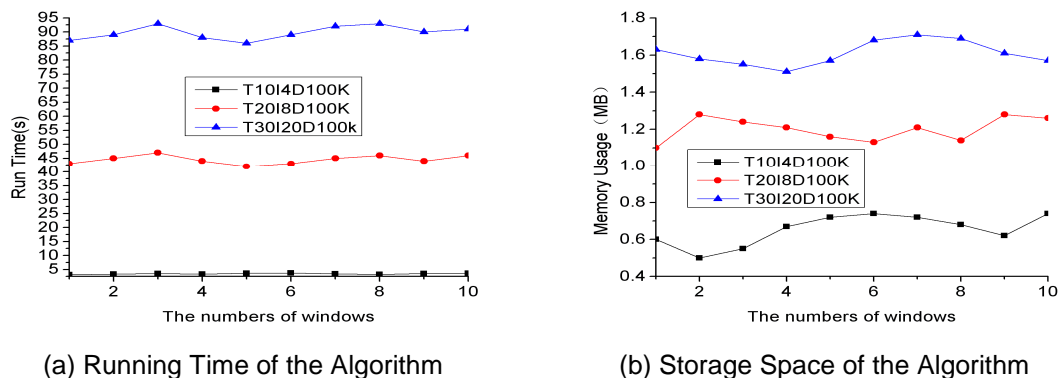 95
90
85
80
75
70
65
60
55
50
45
40
35
30
25
20
15
10
5
Run Time(s)
T10I4D100K
T20I8D100K
T30I20D100k
2 4 6 8 10
The numbers of windows
(a) Running Time of the Algorithm
1.8
1.6
1.4
1.2
1.0
0.8
0.6
0.4
Memory Usage（MB）
T10I4D100K
T20I8D100K
T30I20D100K
2 4 6 8 10
The numbers of windows
(b) Storage Space of the Algorithm